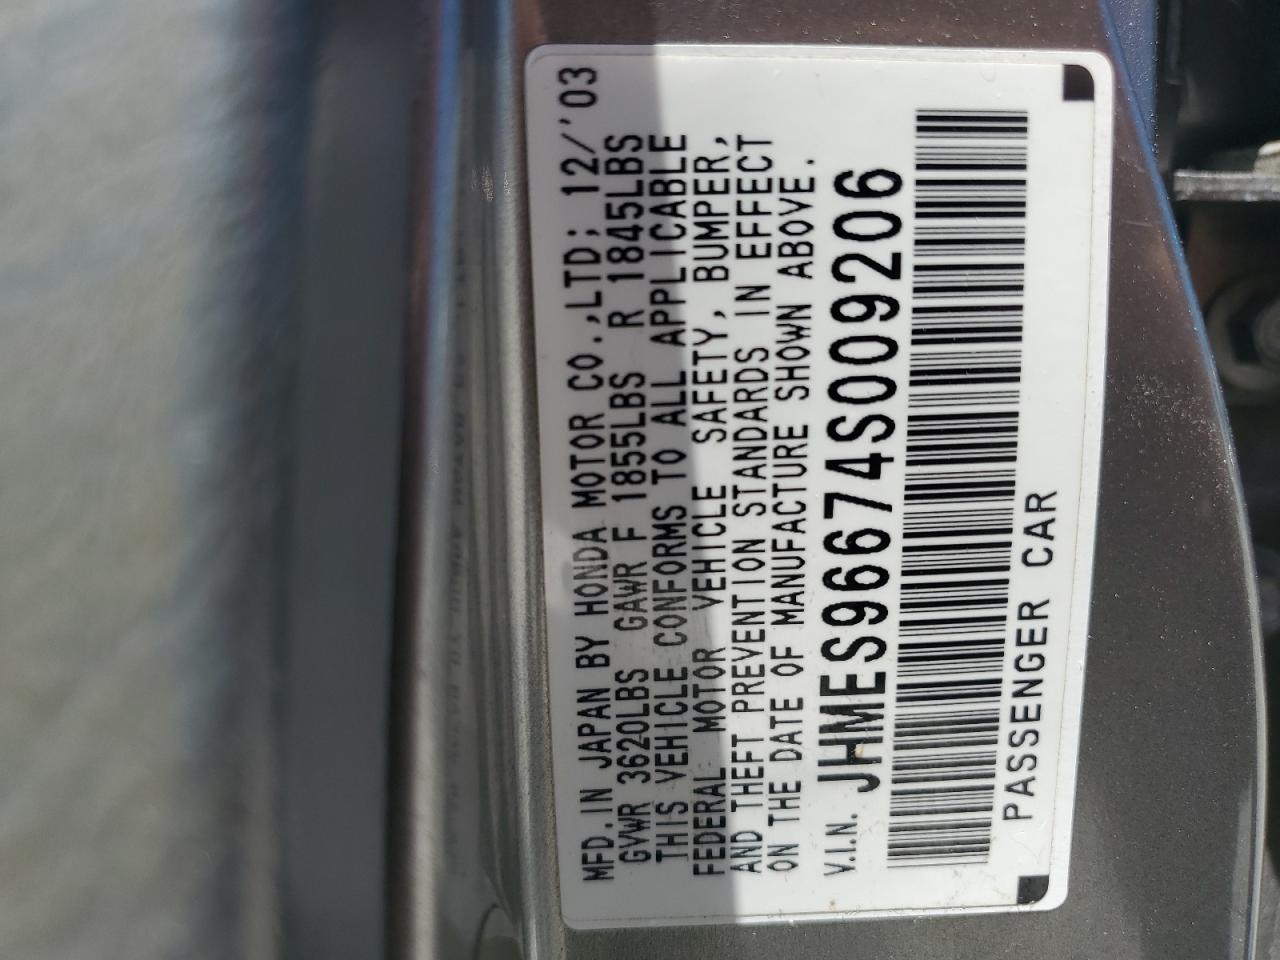 MFD. IN JAPAN BY HONDA MOTOR CO.,LTD; 12/'03
GVWR 3620LBS GAWR F 1855LBS R 1845LBS
THIS VEHICLE CONFORMS TO ALL APPLICABLE
FEDERAL MOTOR VEHICLE SAFETY, BUMPER,
AND THEFT PREVENTION STANDARDS IN EFFECT
ON THE DATE OF MANUFACTURE SHOWN ABOVE.
V.I.N. JHMES96674S009206
PASSENGER CAR